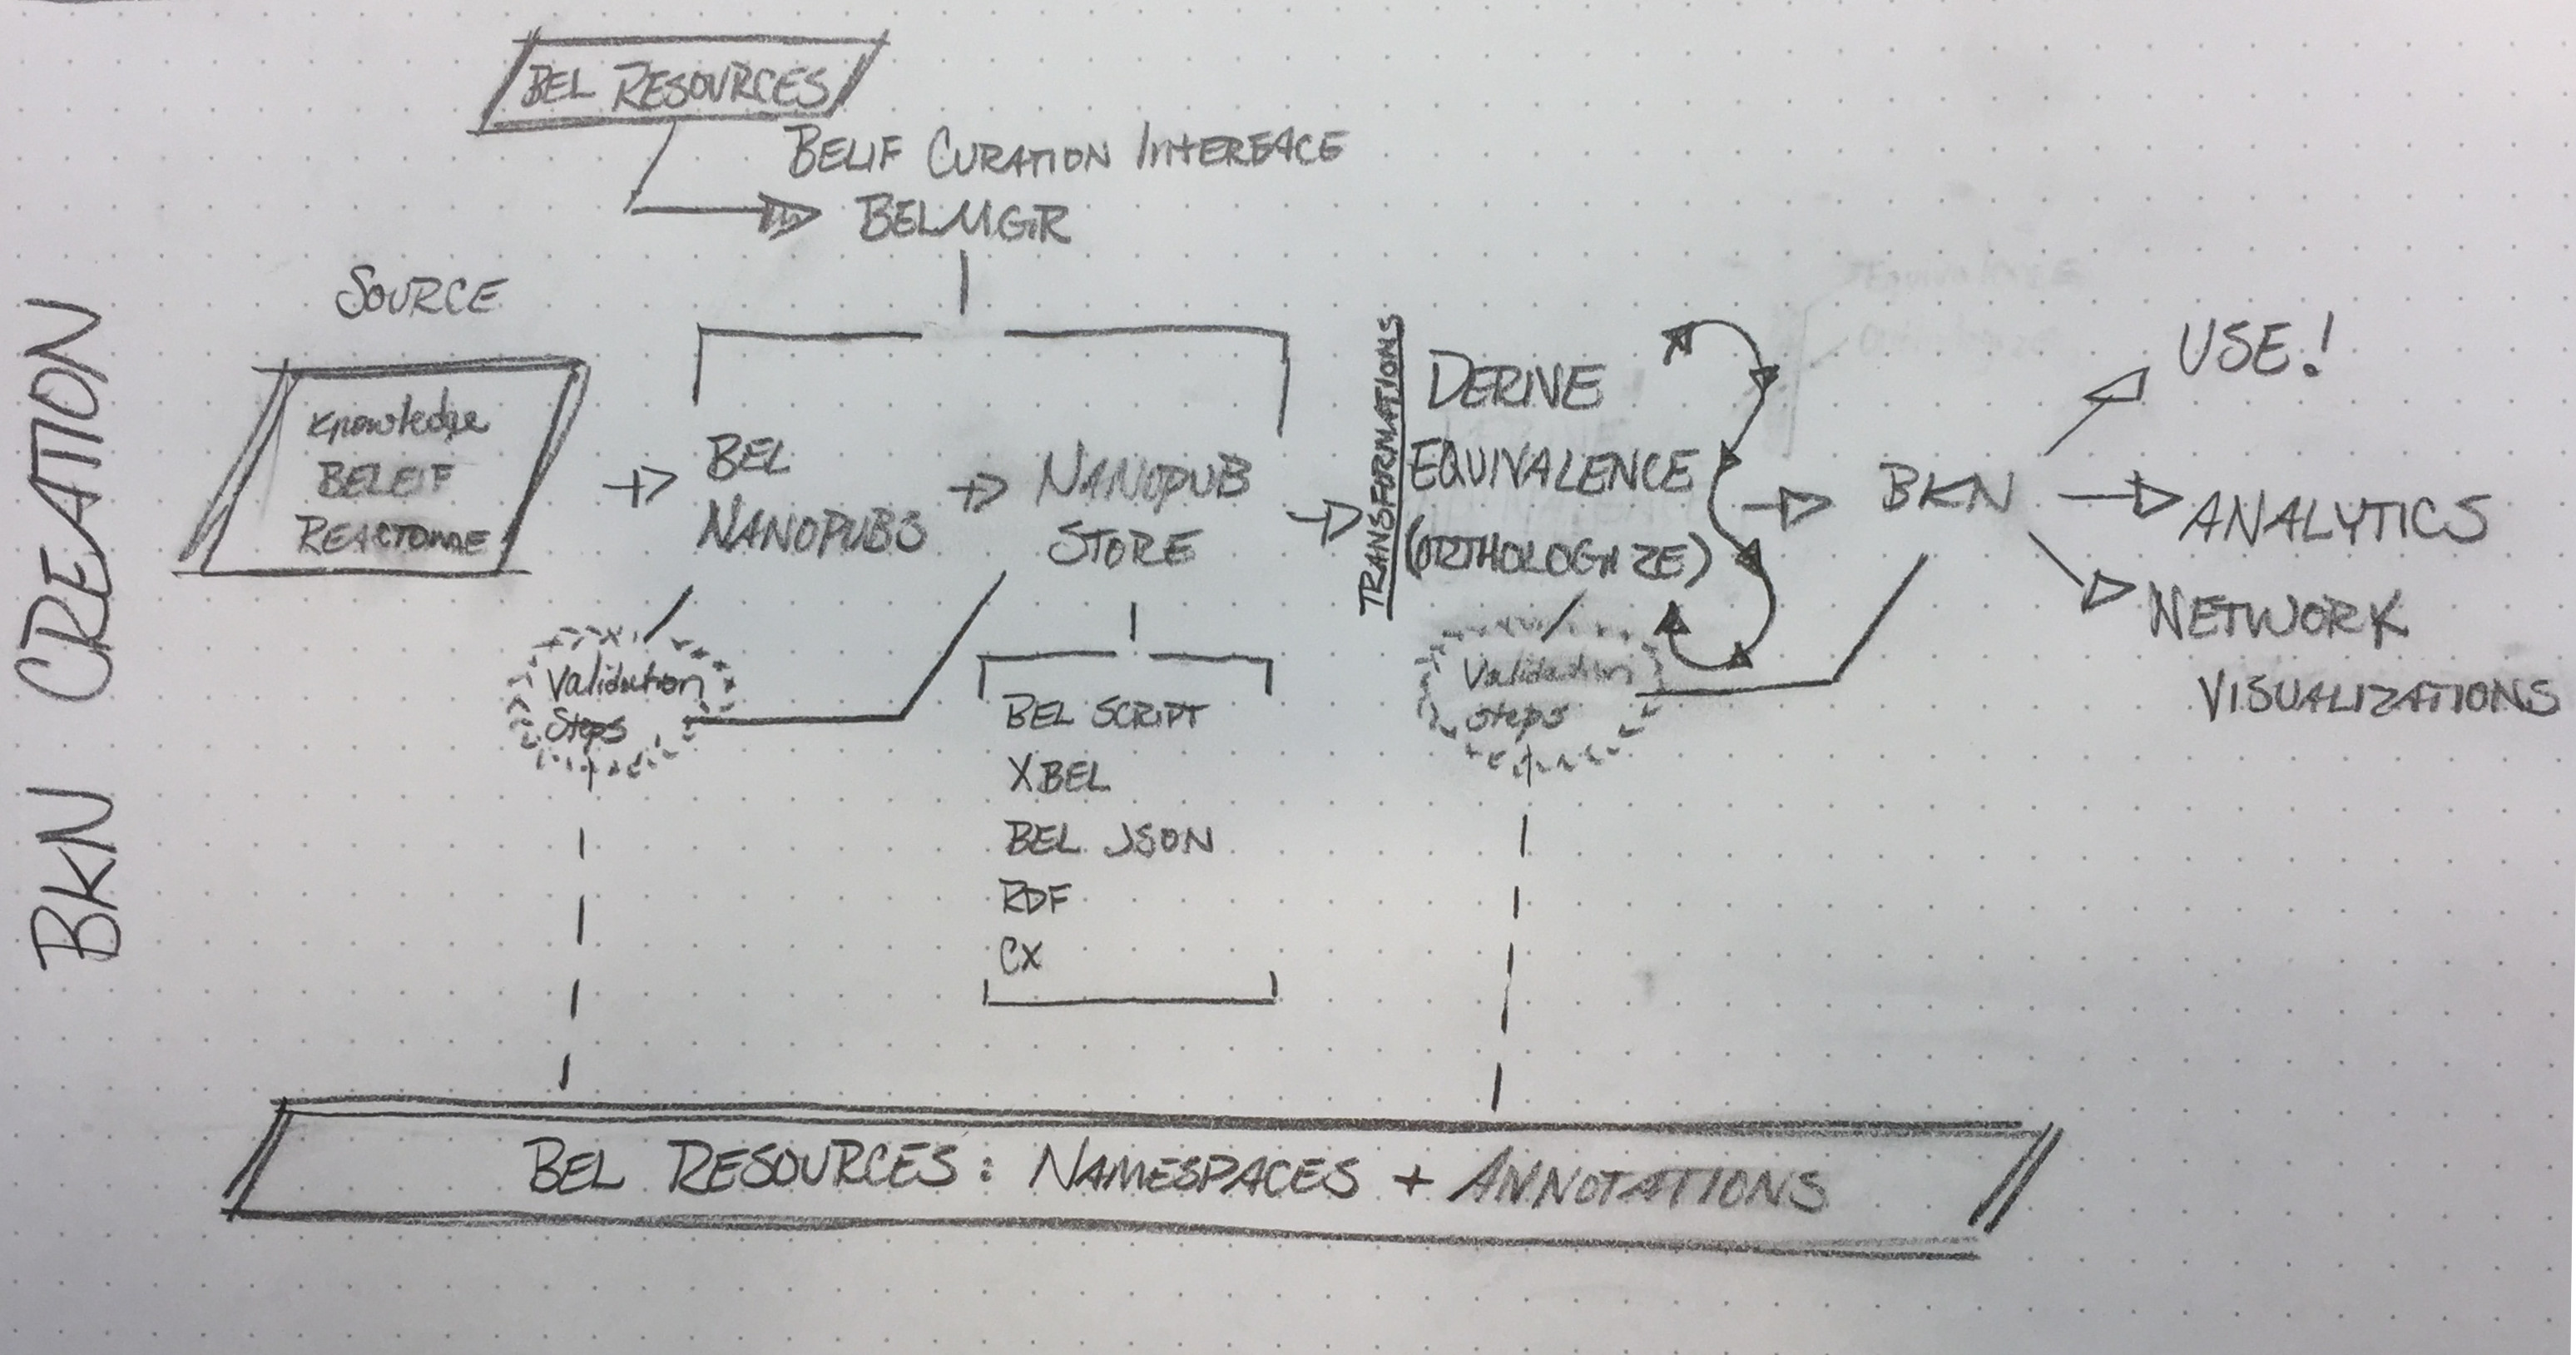 BKN CREATION
BEL RESOURCES
BELIF CURATION INTEREACE
BELMGR
SOURCE
Knowledge
BELEIF
REACTOME
BEL
NANOPUBS
NANOPUB
STORE
TRANSFORMATIONS
DERIVE
EQUIVALENCE
(ORTHOLOGIZE)
BKN
USE!
ANALYTICS
NETWORK
VISUALIZATIONS
Validation
Steps
BEL SCRIPT
XBEL
BEL JSON
RDF
CX
Validation
Steps
BEL RESOURCES: NAMESPACES + ANNOTATIONS